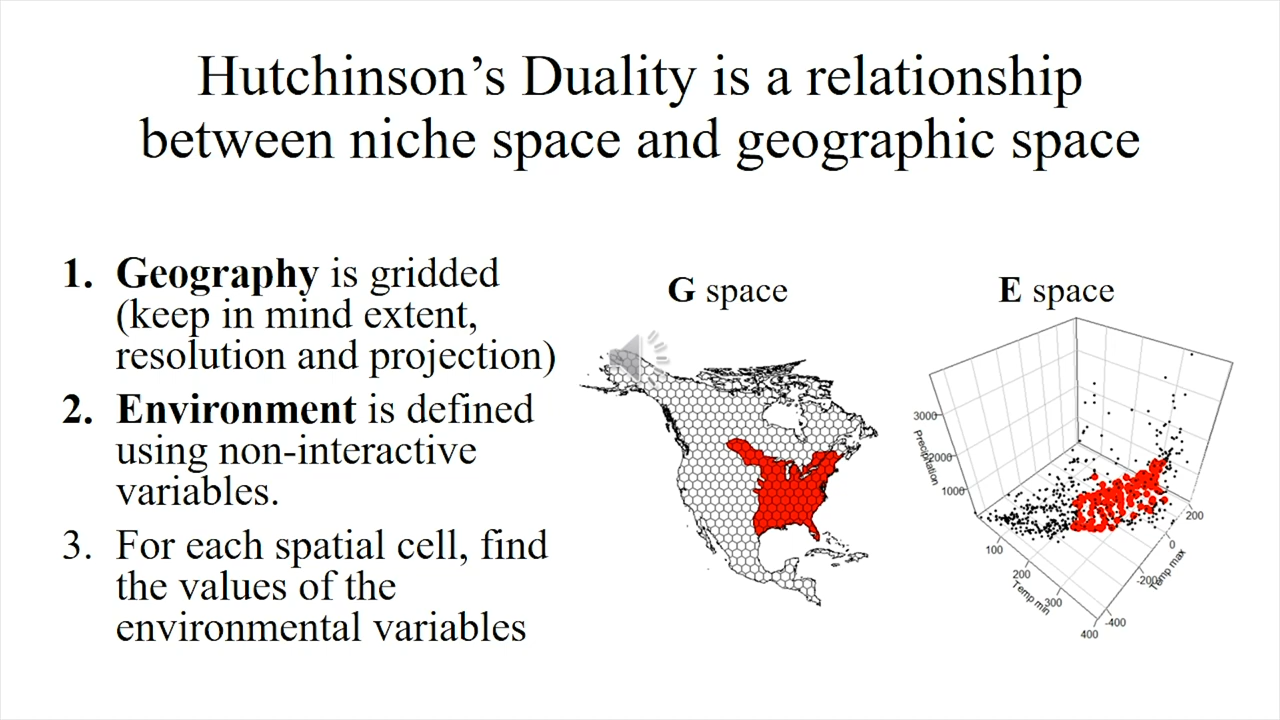 Hutchinson’s Duality is a relationship
between niche space and geographic space
1. Geography is gridded
(keep in mind extent,
resolution and projection)
2. Environment is defined
using non-interactive
variables.
3. For each spatial cell, find
the values of the
environmental variables
G space
E space
3000
2000
1000
Precipitation
100
200
300
400
Temp min
200
0
-200
-400
Temp max